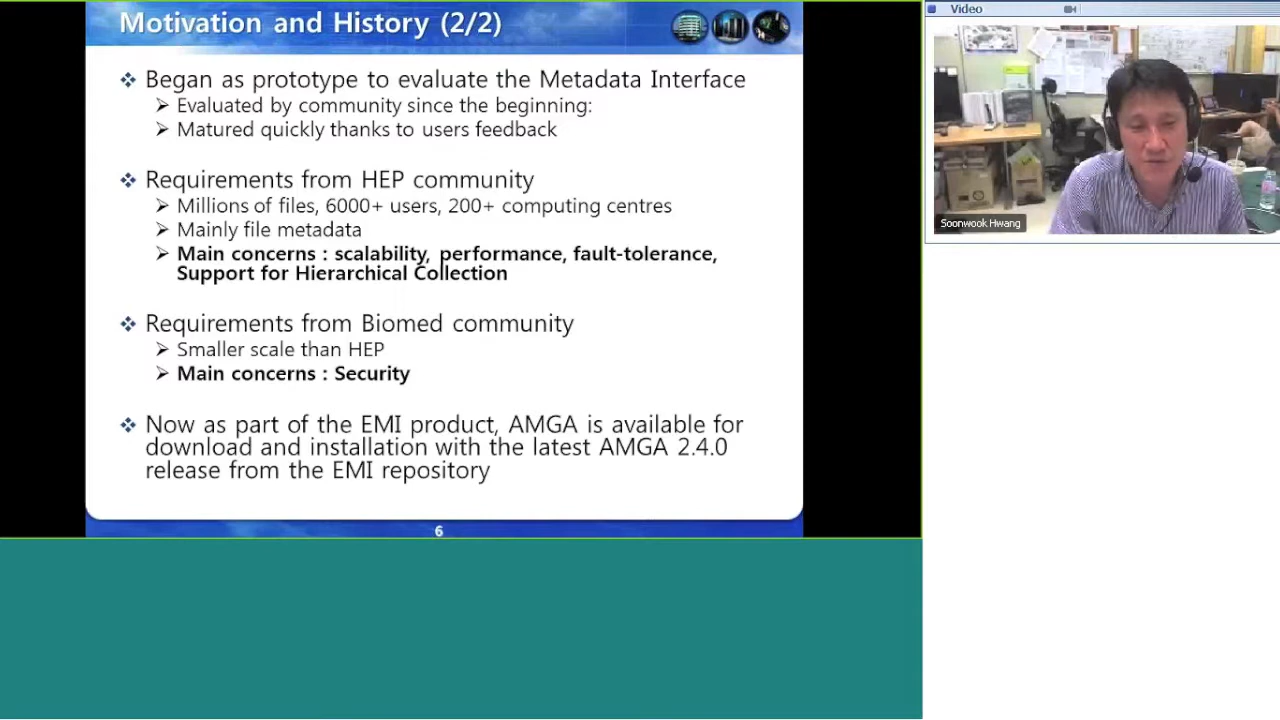 Motivation and History (2/2)
Began as prototype to evaluate the Metadata Interface
Evaluated by community since the beginning:
Matured quickly thanks to users feedback
Requirements from HEP community
Millions of files, 6000+ users, 200+ computing centres
Mainly file metadata
Main concerns : scalability, performance, fault-tolerance,
Support for Hierarchical Collection
Requirements from Biomed community
Smaller scale than HEP
Main concerns : Security
Now as part of the EMI product, AMGA is available for
download and installation with the latest AMGA 2.4.0
release from the EMI repository
6
Video
Soonwook Hwang